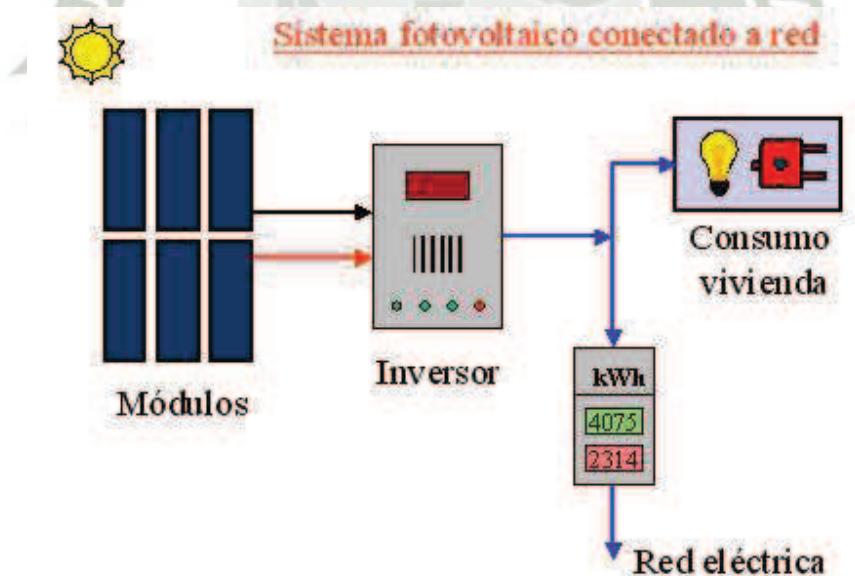 Sistema fotovoltaico conectado a red
Consumo
vivienda
Inversor
Módulos
kWh
4075
2314
Red eléctrica